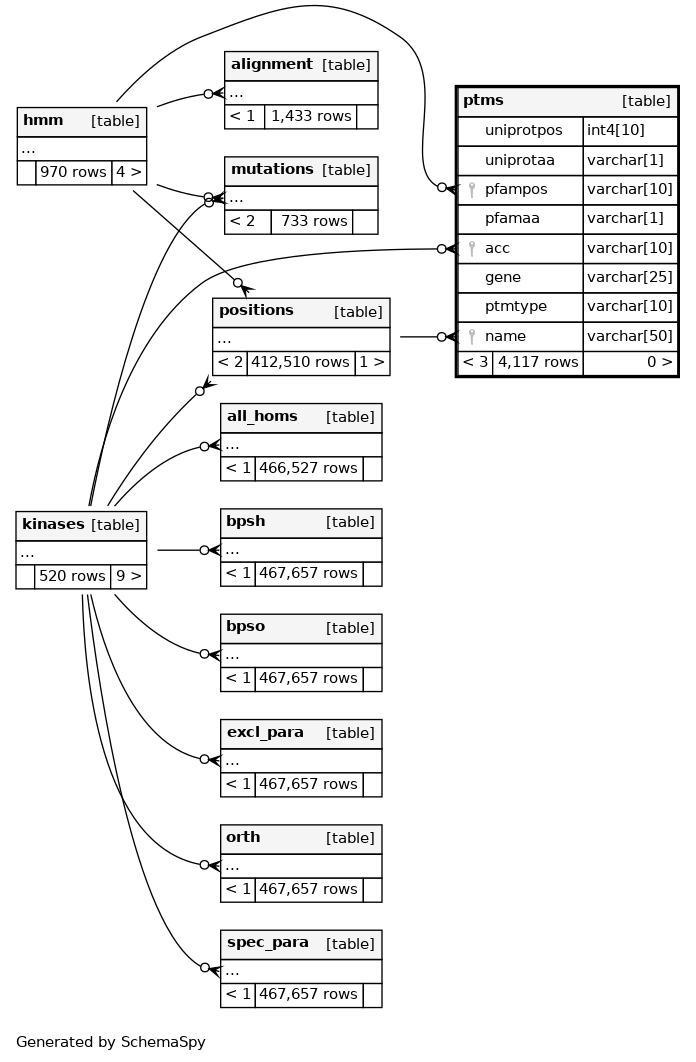 alignment [table]
...
< 1 1,433 rows
hmm [table]
...
970 rows 4 >
mutations [table]
...
< 2 733 rows
ptms [table]
uniprotpos int4[10]
uniprotaa varchar[1]
pfampos varchar[10]
pfamaa varchar[1]
acc varchar[10]
gene varchar[25]
ptmtype varchar[10]
name varchar[50]
< 3 4,117 rows 0 >
positions [table]
...
< 2 412,510 rows 1 >
all_homs [table]
...
< 1 466,527 rows
kinases [table]
...
520 rows 9 >
bpsh [table]
...
< 1 467,657 rows
bpso [table]
...
< 1 467,657 rows
excl_para [table]
...
< 1 467,657 rows
orth [table]
...
< 1 467,657 rows
spec_para [table]
...
< 1 467,657 rows
Generated by SchemaSpy